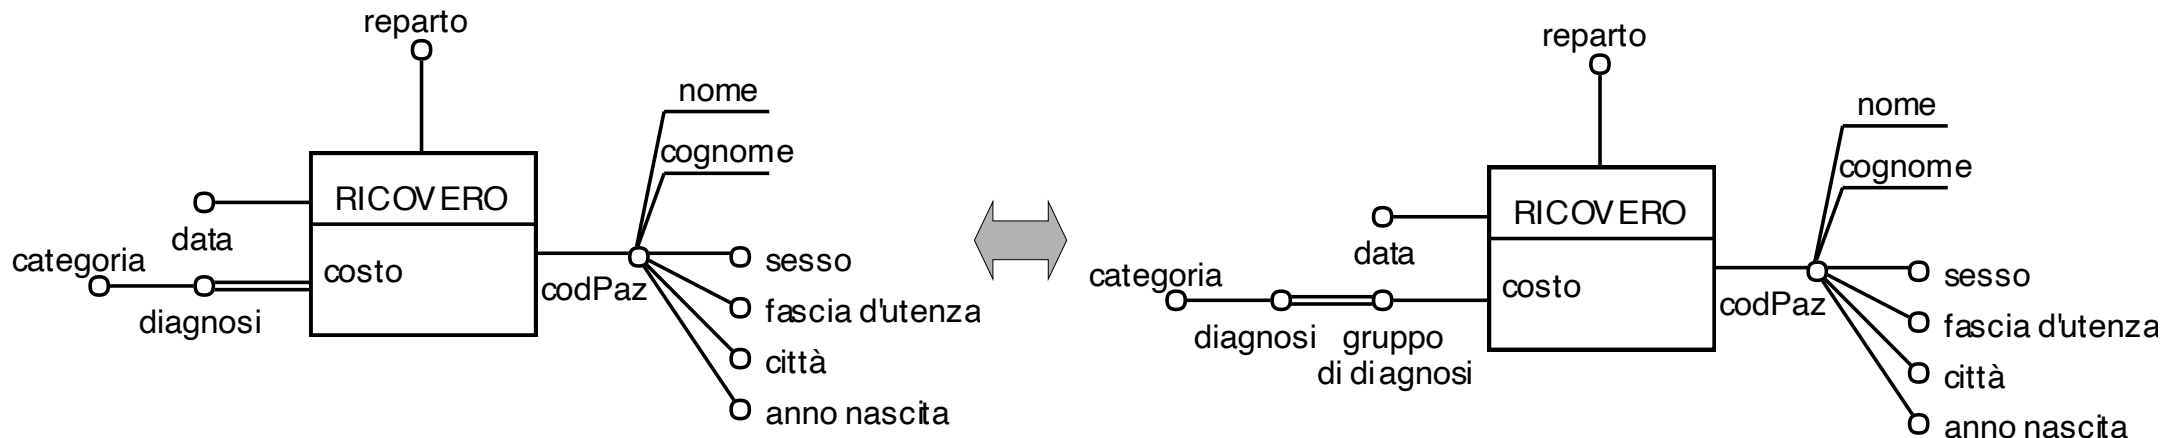 reparto
nome
cognome
RICOVERO
data
categoria
costo
diagnosi
codPaz
sesso
fascia d'utenza
città
anno nascita
reparto
nome
cognome
RICOVERO
data
categoria
costo
diagnosi
gruppo
di diagnosi
codPaz
sesso
fascia d'utenza
città
anno nascita